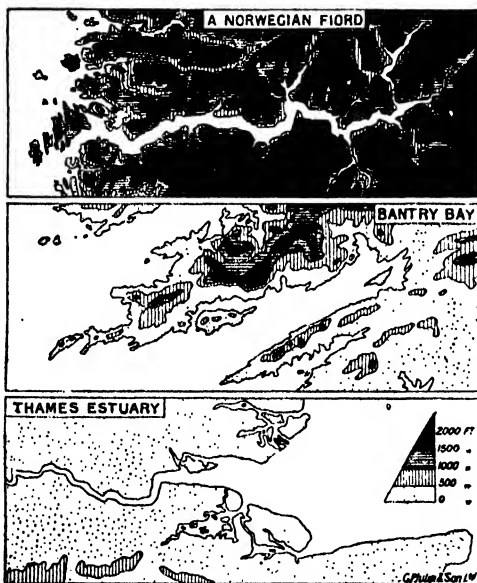 A NORWEGIAN FIORD
BANTRY BAY
THAMES ESTUARY
2000 FT
1500 "
1000 "
500 "
0 "
G. Philip & Son Ltd